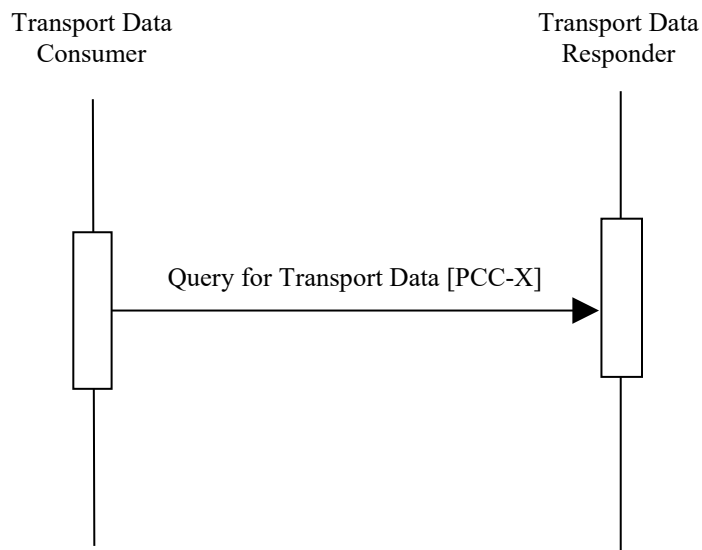 Transport Data
Consumer
Transport Data
Responder
Query for Transport Data [PCC-X]